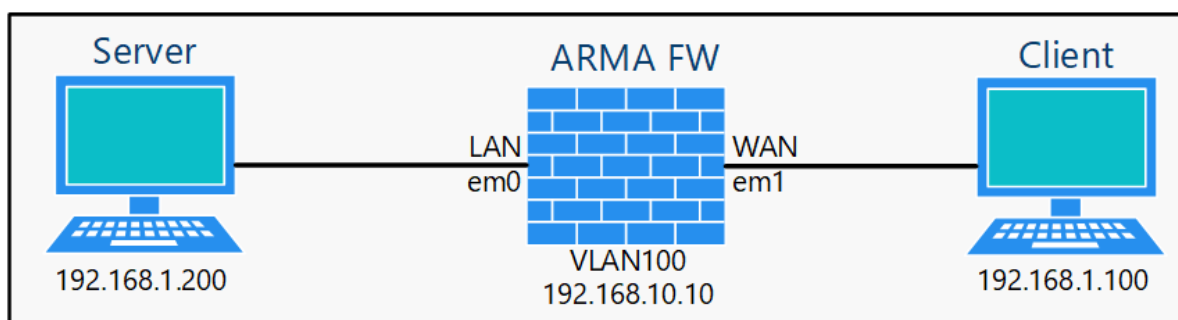 Server
ARMA FW
Client
LAN
WAN
em0
em1
VLAN100
192.168.1.200
192.168.10.10
192.168.1.100